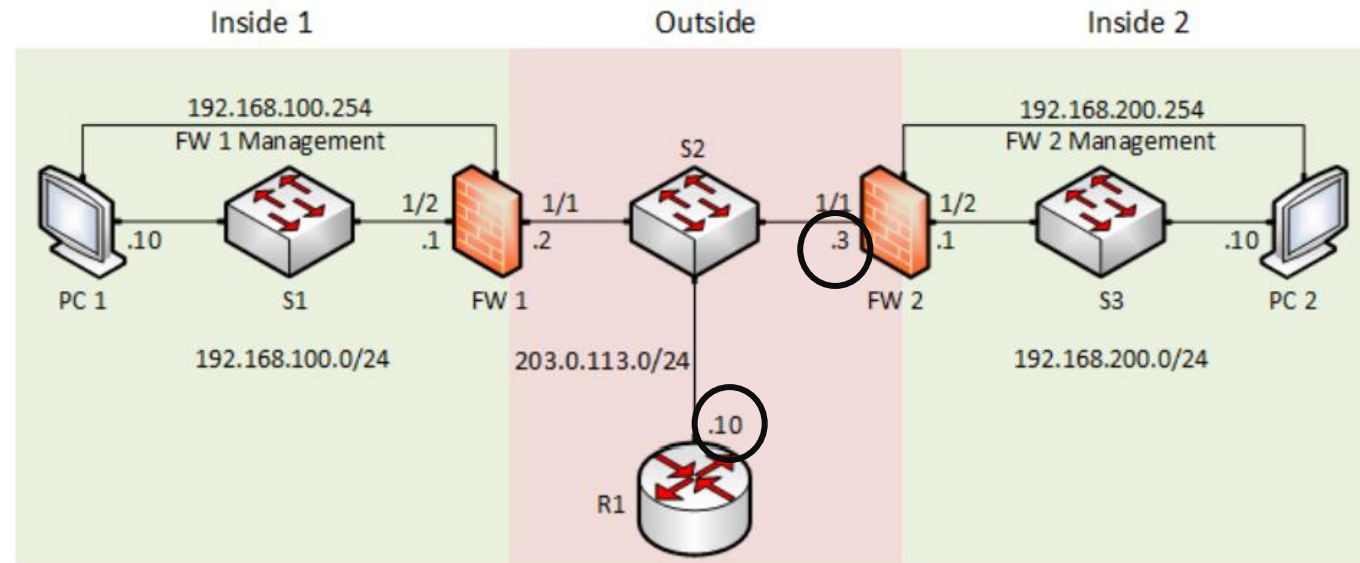 Inside 1
Outside
Inside 2
192.168.100.254
FW 1 Management
192.168.200.254
FW 2 Management
S2
1/2
1/1
1/1
1/2
.10
.1
.2
.3
.1
.10
PC 1
S1
FW 1
FW 2
S3
PC 2
192.168.100.0/24
203.0.113.0/24
192.168.200.0/24
.10
R1